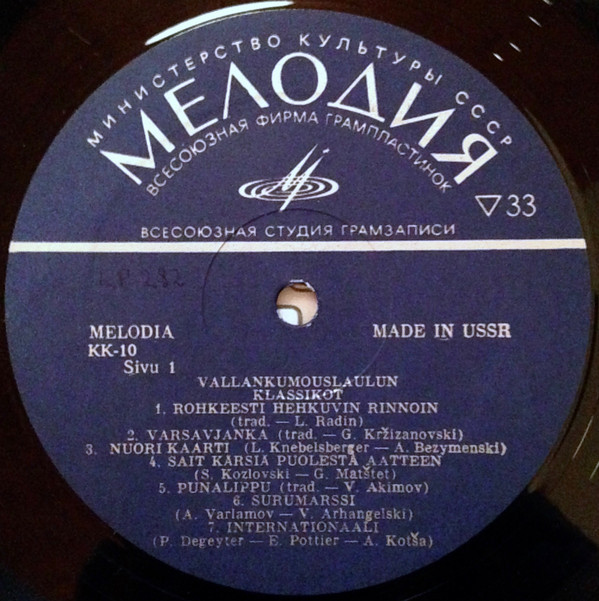 МИНИСТЕРСТВО КУЛЬТУРЫ СССР
МЕЛОДИЯ
ВСЕСОЮЗНАЯ ФИРМА ГРАМПЛАСТИНОК
33
ВСЕСОЮЗНАЯ СТУДИЯ ГРАМЗАПИСИ
MELODIA
MADE IN USSR
KK-10
Sivu 1
VALLANKUMOUSLAULUN
KLASSIKOT
1. ROHKEESTI HEHKUVIN RINNOIN
(trad. — L. Radin)
2. VARSAVJANKA (trad. — G. Kržizanovski)
3. NUORI KAARTI (L. Knebelsberger — A. Bezymenski)
4. SAIT KÄRSIÄ PUOLESTA AATTEEN
(S. Kozlovski — G. Matštet)
5. PUNALIPPU (trad. — V. Akimov)
6. SURUMARSSI
(A. Varlamov — V. Arhangelski)
7. INTERNATIONAALI
(P. Degeyter — E. Pottier — A. Kotša)